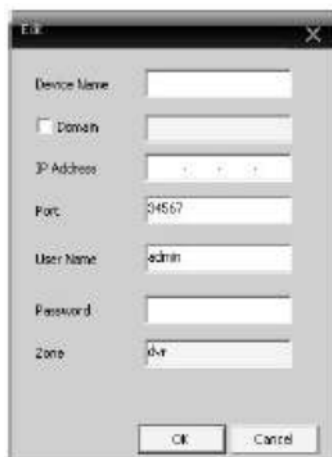 Edit
Device Name
Domain
IP Address
. . .
Port 34567
User Name admin
Password
Zone dvr
OK Cancel